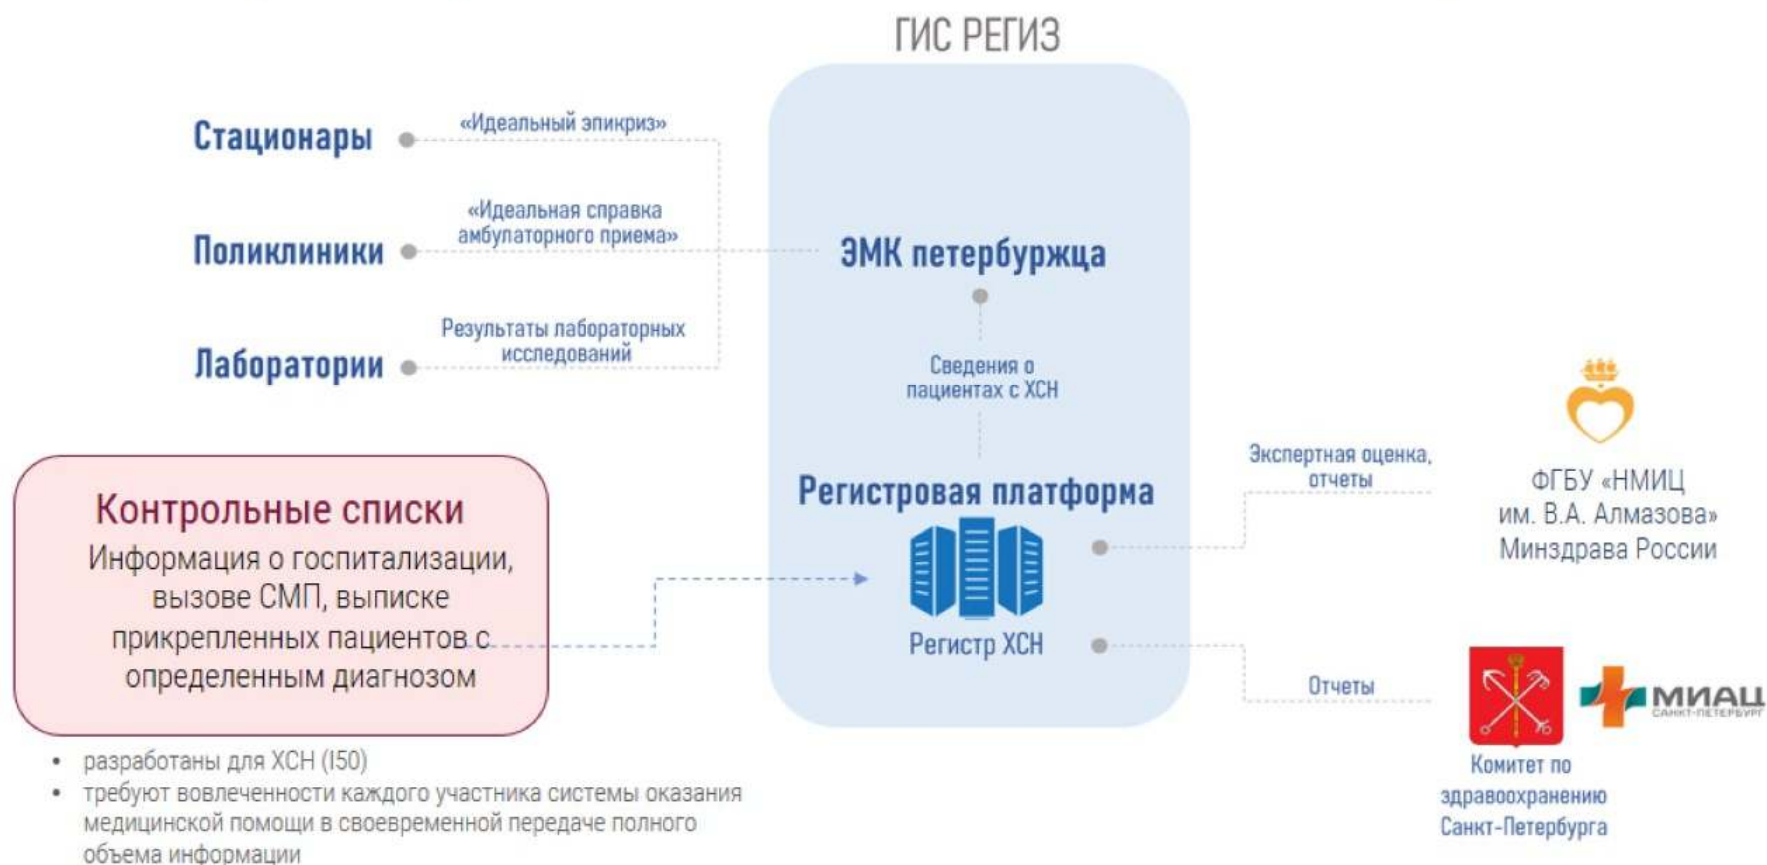 ГИС РЕГИЗ
Стационары
«Идеальный эпикриз»
Поликлиники
«Идеальная справка
амбулаторного приема»
Лаборатории
Результаты лабораторных
исследований
ЭМК петербуржца
Сведения о
пациентах с ХСН
Регистровая платформа
Регистр ХСН
Контрольные списки
Информация о госпитализации,
вызове СМП, выписке
прикрепленных пациентов с
определенным диагнозом
• разработаны для ХСН (I50)
• требуют вовлеченности каждого участника системы оказания
медицинской помощи в своевременной передаче полного
объема информации
Экспертная оценка,
отчеты
ФГБУ «НМИЦ
им. В.А. Алмазова»
Минздрава России
Отчеты
МИАЦ
САНКТ-ПЕТЕРБУРГ
Комитет по
здравоохранению
Санкт-Петербурга